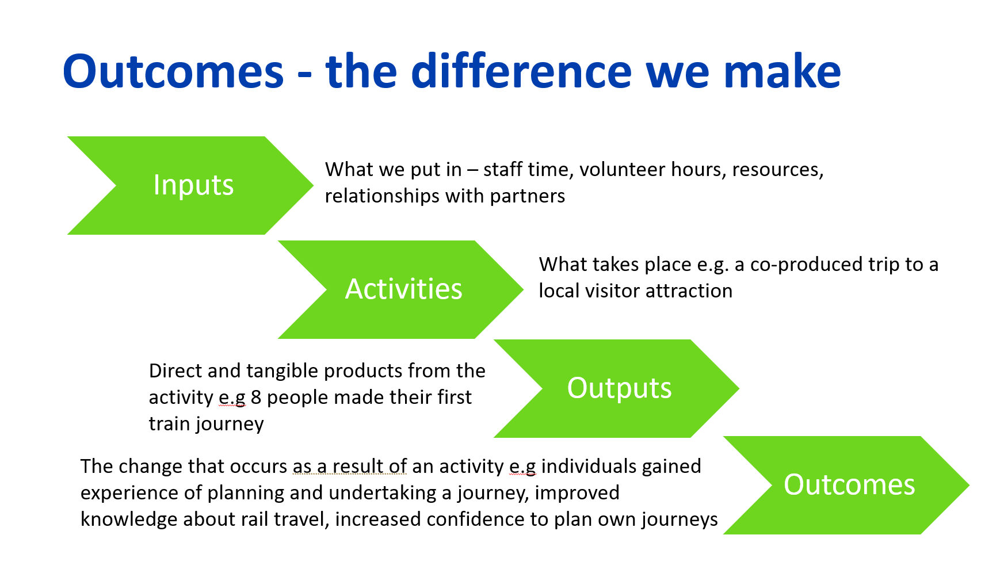 Outcomes - the difference we make
Inputs
What we put in – staff time, volunteer hours, resources,
relationships with partners
Activities
What takes place e.g. a co-produced trip to a
local visitor attraction
Direct and tangible products from the
activity e.g 8 people made their first
train journey
Outputs
The change that occurs as a result of an activity e.g individuals gained
experience of planning and undertaking a journey, improved
knowledge about rail travel, increased confidence to plan own journeys
Outcomes